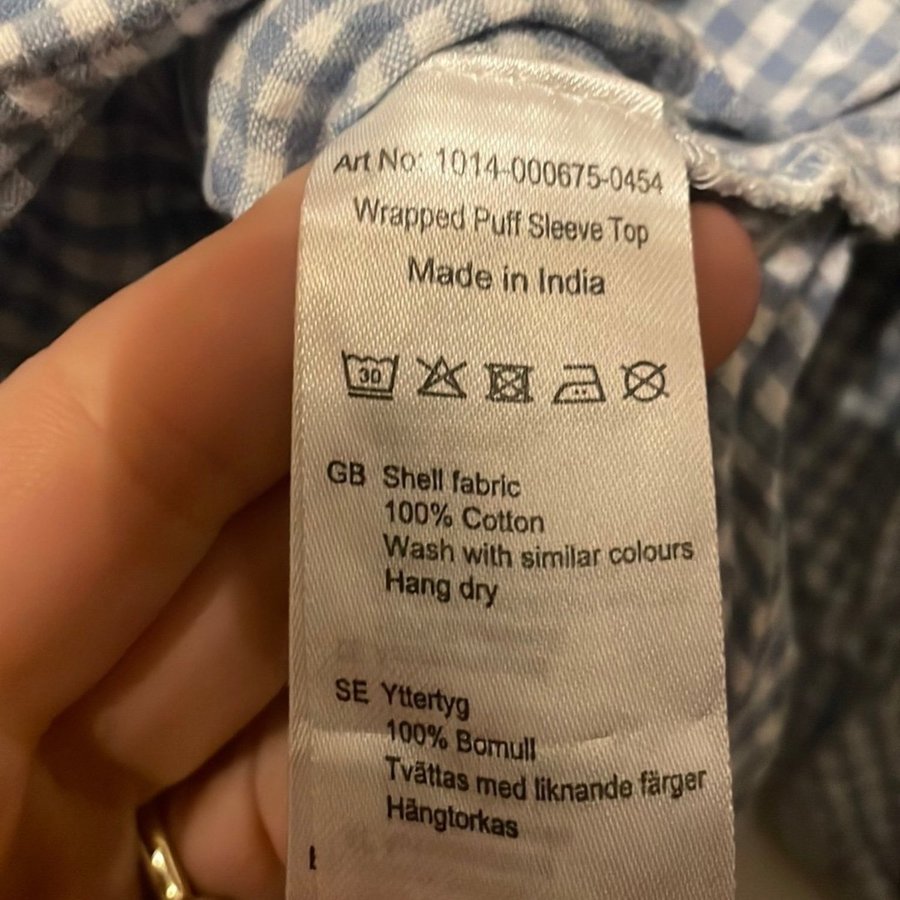 Art No: 1014-000675-0454
Wrapped Puff Sleeve Top
Made in India
30
GB Shell fabric
100% Cotton
Wash with similar colours
Hang dry
SE Yttertyg
100% Bomull
Tvättas med liknande färger
Hängtorkas